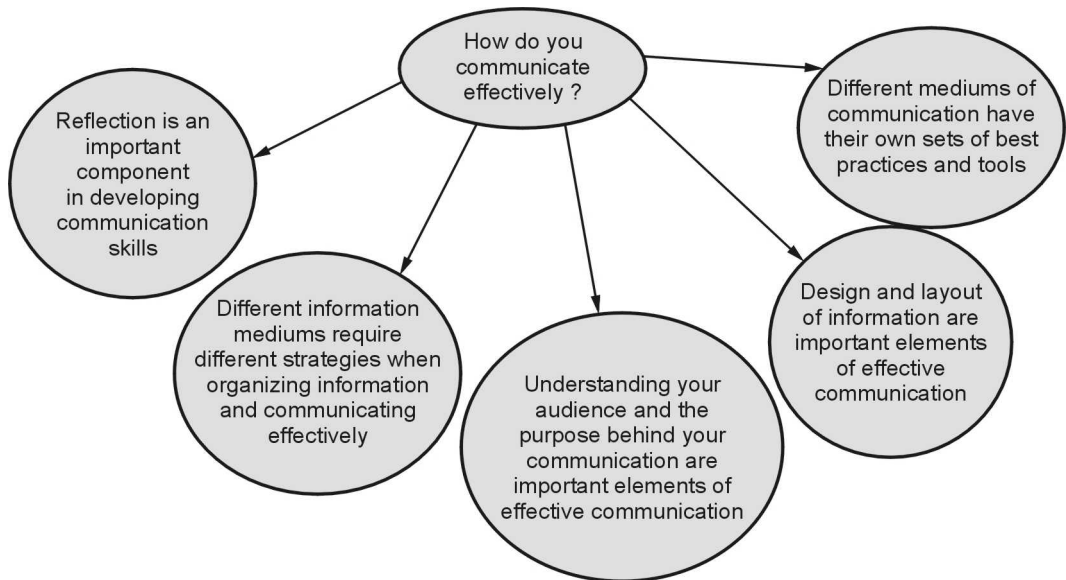 How do you
communicate
effectively ?
Reflection is an
important
component
in developing
communication
skills
Different information
mediums require
different strategies when
organizing information
and communicating
effectively
Understanding your
audience and the
purpose behind your
communication are
important elements of
effective communication
Design and layout
of information are
important elements
of effective
communication
Different mediums of
communication have
their own sets of best
practices and tools